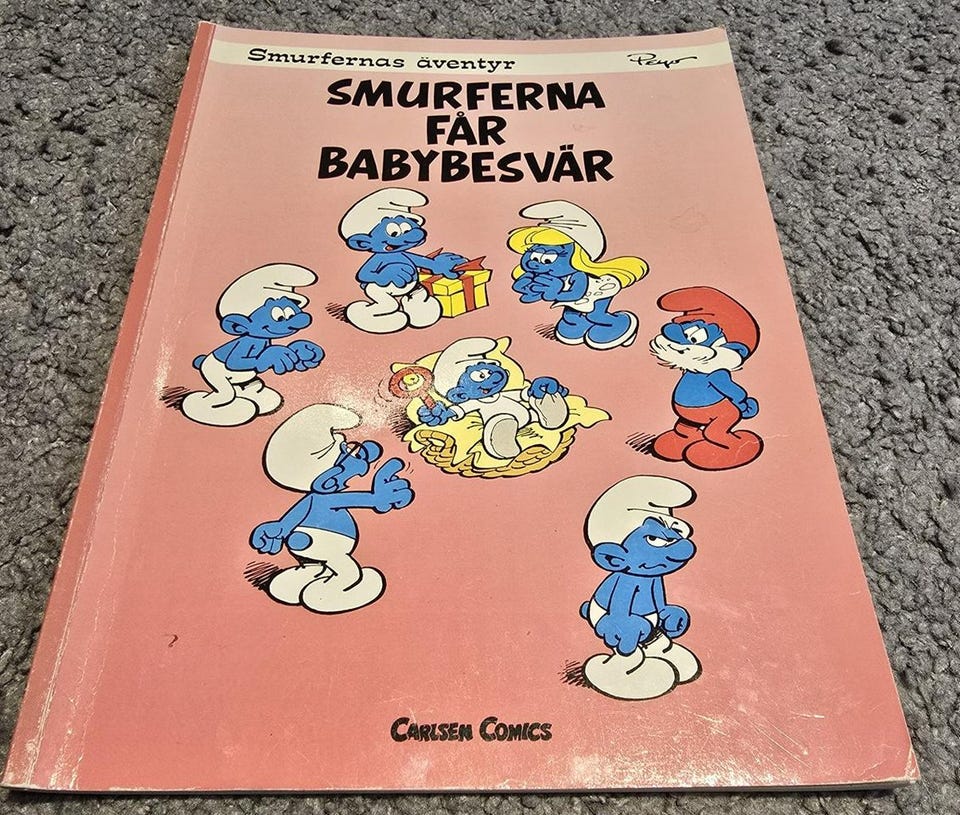 Smurfernas äventyr
Peyo
SMURFERNA
FÅR
BABYBESVÄR
CARLSEN COMICS